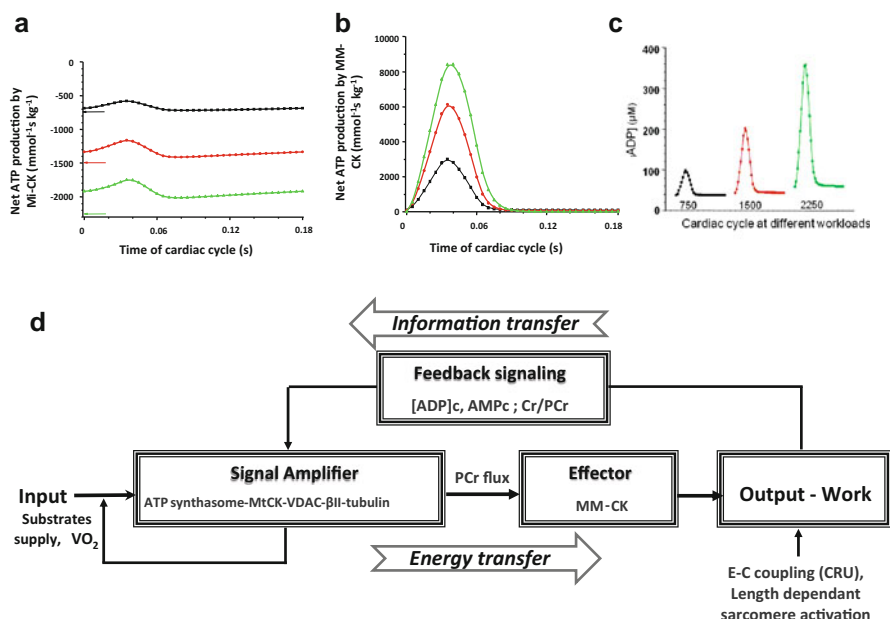 a
Net ATP production by
Mi-CK (mmol⁻¹s kg⁻¹)
0
-500
-1000
-1500
-2000
0
0.06
0.12
0.18
Time of cardiac cycle (s)
b
Net ATP production by MM-
CK (mmol⁻¹s kg⁻¹)
10000
8000
6000
4000
2000
0
0
0.06
0.12
0.18
Time of cardiac cycle (s)
c
ADP] (μM)
400
300
200
100
0
750
1500
2250
Cardiac cycle at different workloads
d
Information transfer
Feedback signaling
[ADP]c, AMPc ; Cr/PCr
Input
Substrates
supply, VO₂
Signal Amplifier
ATP synthasome-MtCK-VDAC-βII-tubulin
PCr flux
Effector
MM-CK
Output - Work
Energy transfer
E-C coupling (CRU),
Length dependant
sarcomere activation